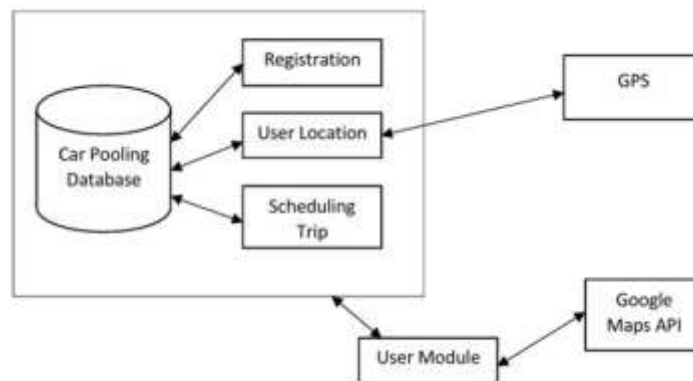 Registration
GPS
User Location
Car Pooling
Database
Scheduling
Trip
Google
Maps API
User Module